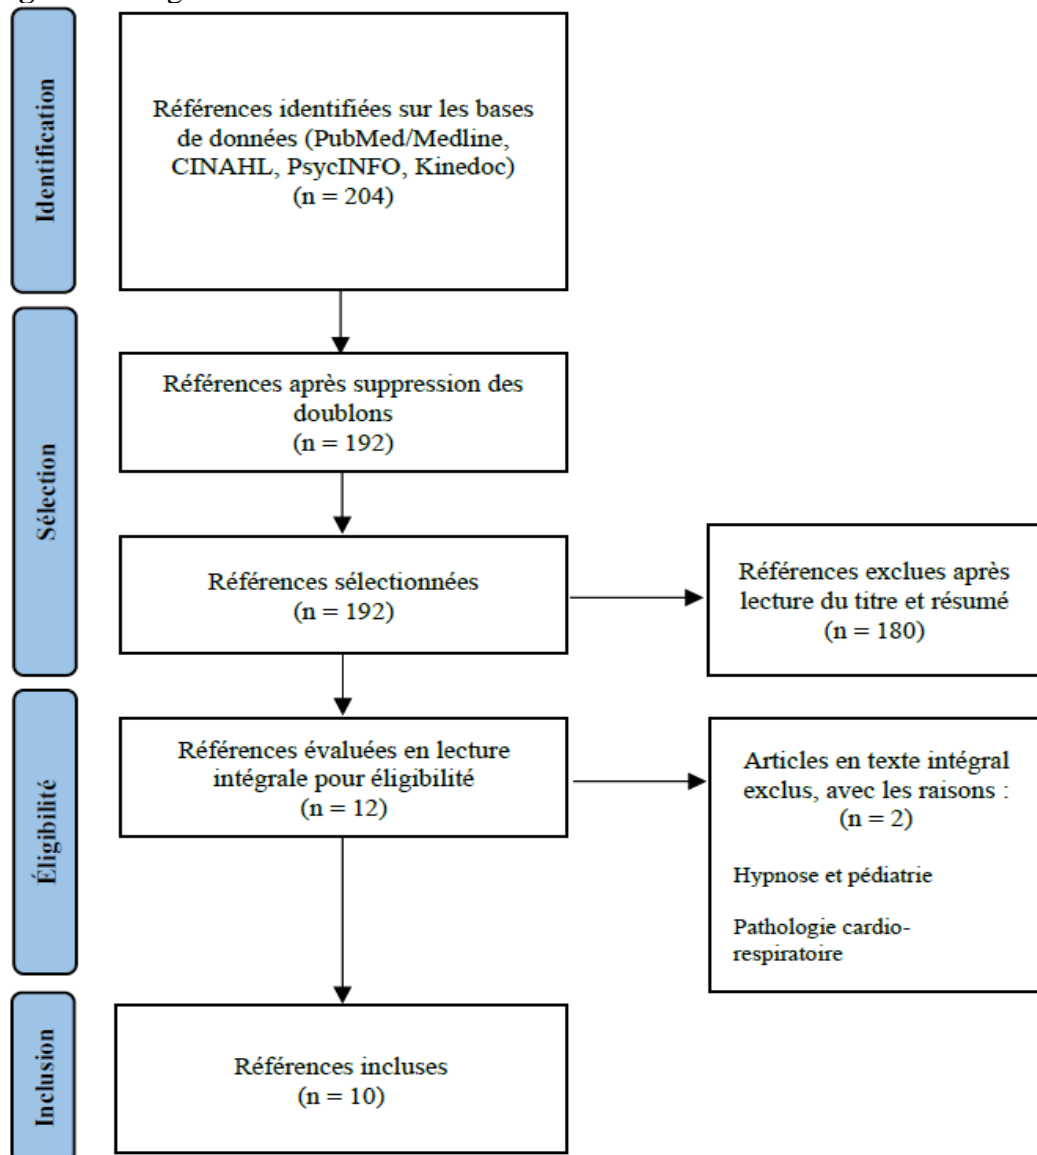 Identification
Références identifiées sur les bases
de données (PubMed/Medline,
CINAHL, PsycINFO, Kinedoc)
(n = 204)
Sélection
Références après suppression des
doublons
(n = 192)
Références sélectionnées
(n = 192)
Références exclues après
lecture du titre et résumé
(n = 180)
Éligibilité
Références évaluées en lecture
intégrale pour éligibilité
(n = 12)
Articles en texte intégral
exclus, avec les raisons :
(n = 2)
Hypnose et pédiatrie
Pathologie cardio-
respiratoire
Inclusion
Références incluses
(n = 10)